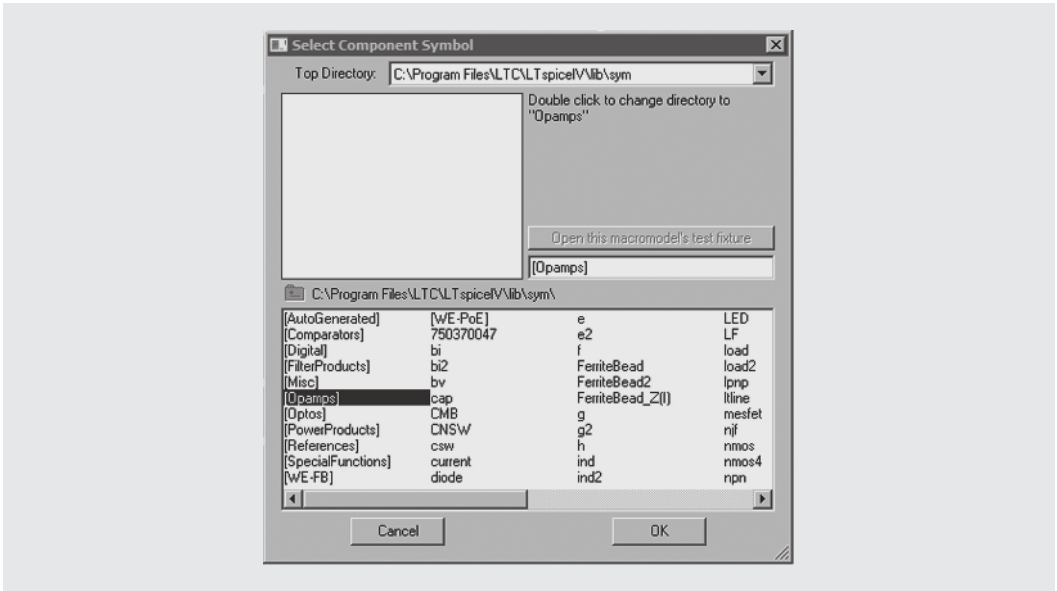 Select Component Symbol
Top Directory: C:\Program Files\LTC\LTspiceIV\lib\sym
Double click to change directory to
"Opamps"
Open this macromodel's test fixture
[Opamps]
C:\Program Files\LTC\LTspiceIV\lib\sym\
[AutoGenerated] [WE-PoE] e LED
[Comparators] 750370047 e2 LF
[Digital] bi f load
[FilterProducts] bi2 FerriteBead load2
[Misc] bv FerriteBead2 lpnp
[Opamps] cap FerriteBead_Z(I) ltline
[Optos] CMB g mesfet
[PowerProducts] CNSW g2 njf
[References] csw h nmos
[SpecialFunctions] current ind nmos4
[WE-FB] diode ind2 npn
Cancel OK